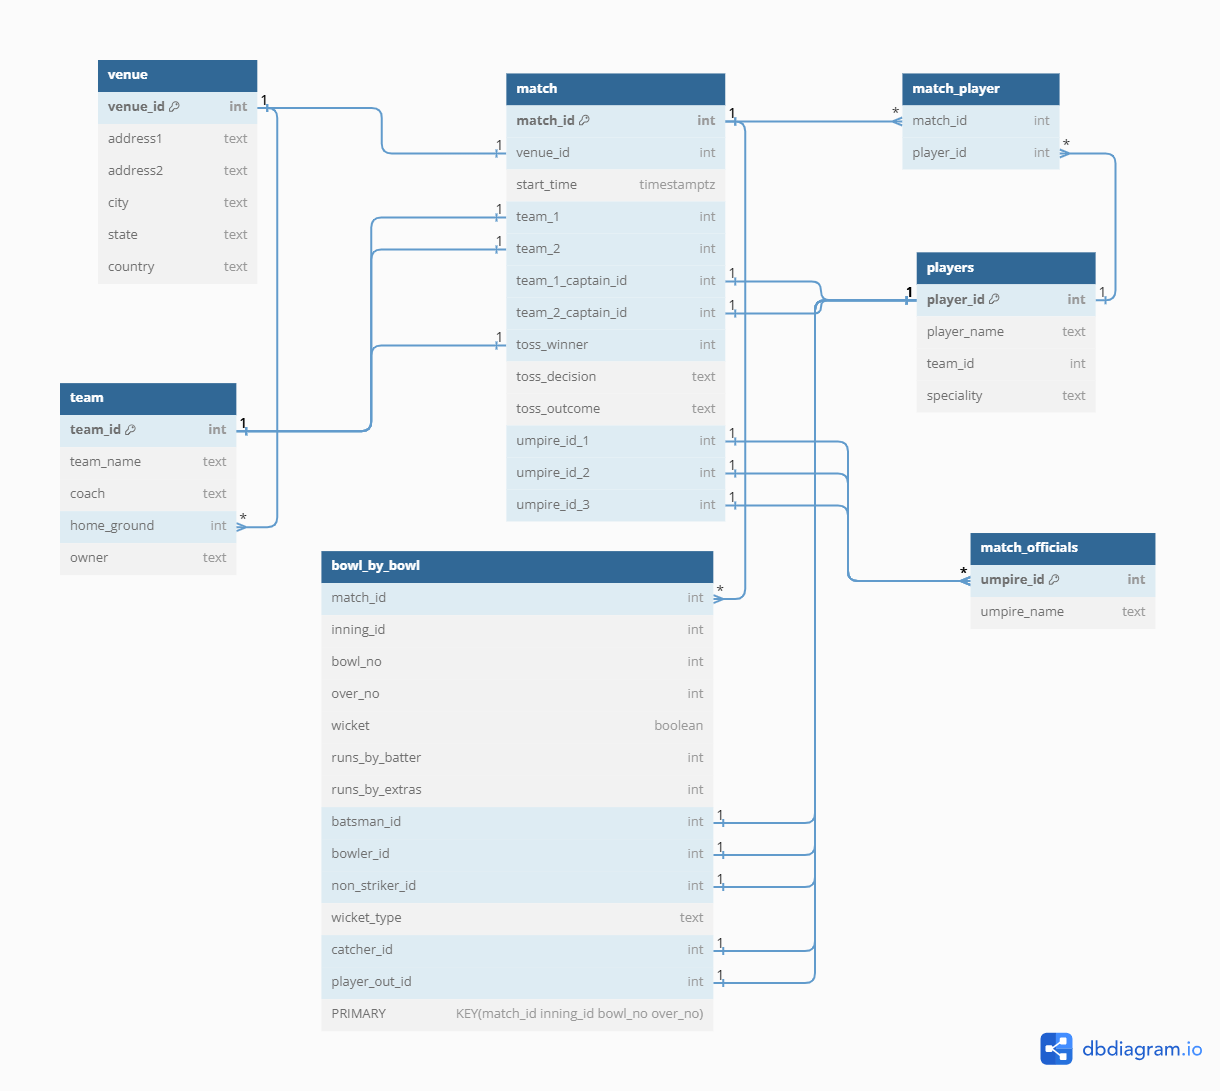 venue
venue_id int
address1 text
address2 text
city text
state text
country text
1
match
match_id int
venue_id int
start_time timestamptz
team_1 int
team_2 int
team_1_captain_id int
team_2_captain_id int
toss_winner int
toss_decision text
toss_outcome text
umpire_id_1 int
umpire_id_2 int
umpire_id_3 int
1
1
1
1
1
1
1
1
1
1
match_player
match_id int
player_id int
*
*
players
player_id int
player_name text
team_id int
speciality text
1
1
team
team_id int
team_name text
coach text
home_ground int
owner text
1
*
match_officials
umpire_id int
umpire_name text
*
bowl_by_bowl
match_id int
inning_id int
bowl_no int
over_no int
wicket boolean
runs_by_batter int
runs_by_extras int
batsman_id int
bowler_id int
non_striker_id int
wicket_type text
catcher_id int
player_out_id int
PRIMARY KEY(match_id inning_id bowl_no over_no)
*
1
1
1
1
1
dbdiagram.io